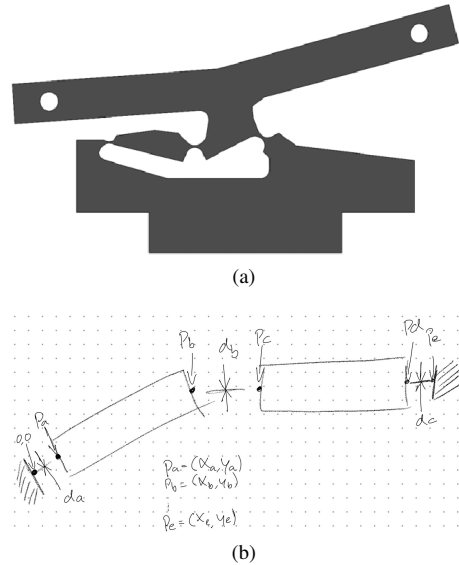 (a)
Pb
db
Pc
Pd
Pe
Pa
0,0
dc
da
Pa = (xa, ya)
Pb = (xb, yb)
⋮
Pe = (xe, ye)
(b)